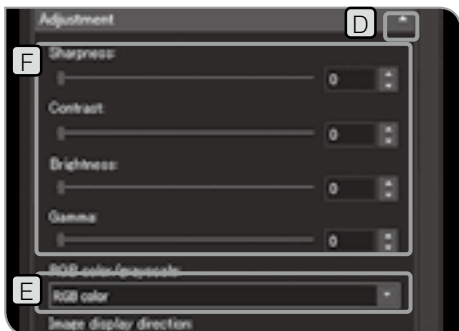 Adjustment D
F
Sharpness:
0
Contrast:
0
Brightness:
0
Gamma:
0
RGB color/grayscale:
E
RGB color
Image display direction